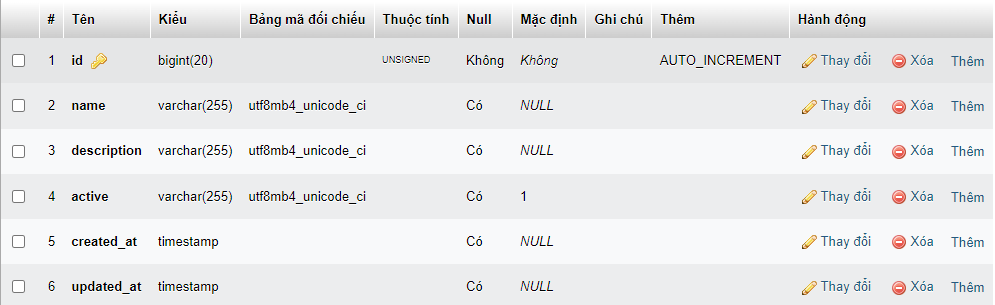 # Tên Kiểu Bảng mã đối chiếu Thuộc tính Null Mặc định Ghi chú Thêm Hành động
1 id bigint(20) UNSIGNED Không Không AUTO_INCREMENT Thay đổi Xóa Thêm
2 name varchar(255) utf8mb4_unicode_ci Có NULL Thay đổi Xóa Thêm
3 description varchar(255) utf8mb4_unicode_ci Có NULL Thay đổi Xóa Thêm
4 active varchar(255) utf8mb4_unicode_ci Có 1 Thay đổi Xóa Thêm
5 created_at timestamp Có NULL Thay đổi Xóa Thêm
6 updated_at timestamp Có NULL Thay đổi Xóa Thêm